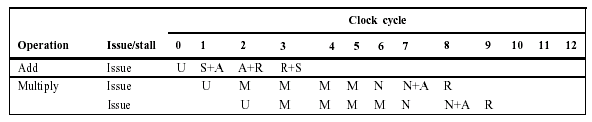 Clock cycle
Operation Issue/stall 0 1 2 3 4 5 6 7 8 9 10 11 12
Add Issue U S+A A+R R+S
Multiply Issue U M M M M N N+A R
Issue U M M M M N N+A R